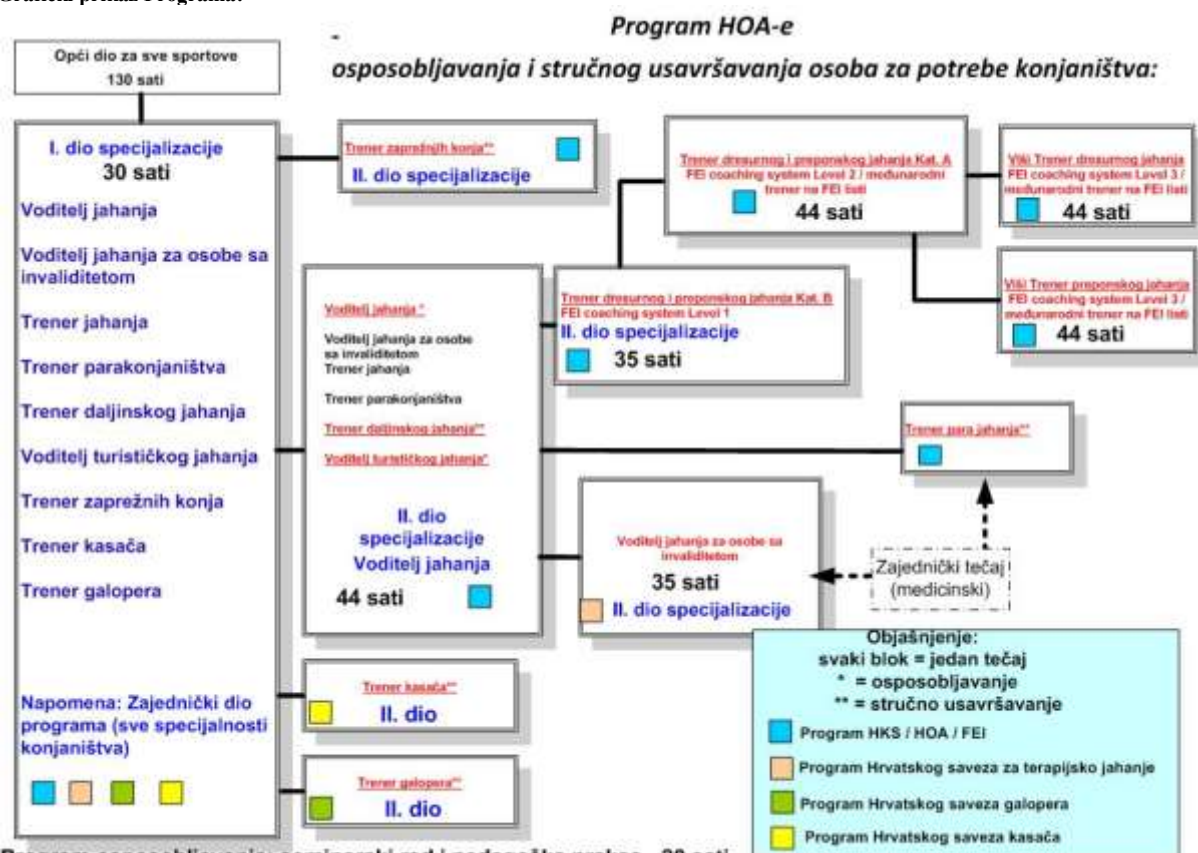 Grafički prikaz Programa:
Program HOA-e
osposobljavanja i stručnog usavršavanja osoba za potrebe konjaništva:
Opći dio za sve sportove
130 sati
I. dio specijalizacije
30 sati
Voditelj jahanja
Voditelj jahanja za osobe sa
invaliditetom
Trener jahanja
Trener parakonjaništva
Trener daljinskog jahanja
Voditelj turističkog jahanja
Trener zaprežnih konja
Trener kasača
Trener galopera
Napomena: Zajednički dio
programa (sve specijalnosti
konjaništva)
Trener zaprežnjih konja**
II. dio specijalizacije
Voditelj jahanja *
Voditelj jahanja za osobe
sa invaliditetom
Trener jahanja
Trener parakonjaništva
Trener daljinskog jahanja**
Voditelj turističkog jahanja*
II. dio
specijalizacije
Voditelj jahanja
44 sati
Trener dresurnog i preponskog jahanja Kat. B
FEI coaching system Level 1
II. dio specijalizacije
35 sati
Trener dresurnog i preponskog jahanja Kat. A
FEI coaching system Level 2 / međunarodni
trener na FEI listi
44 sati
Viši Trener dresurnog jahanja
FEI coaching system Level 3 /
međunarodni trener na FEI listi
44 sati
Viši Trener preponskog jahanja
FEI coaching system Level 3 /
međunarodni trener na FEI listi
44 sati
Trener para jahanja**
Voditelj jahanja za osobe sa
invaliditetom
35 sati
II. dio specijalizacije
Zajednički tečaj
(medicinski)
Trener kasača**
II. dio
Trener galopera**
II. dio
Objašnjenje:
svaki blok = jedan tečaj
* = osposobljavanje
** = stručno usavršavanje
Program HKS / HOA / FEI
Program Hrvatskog saveza za terapijsko jahanje
Program Hrvatskog saveza galopera
Program Hrvatskog saveza kasača